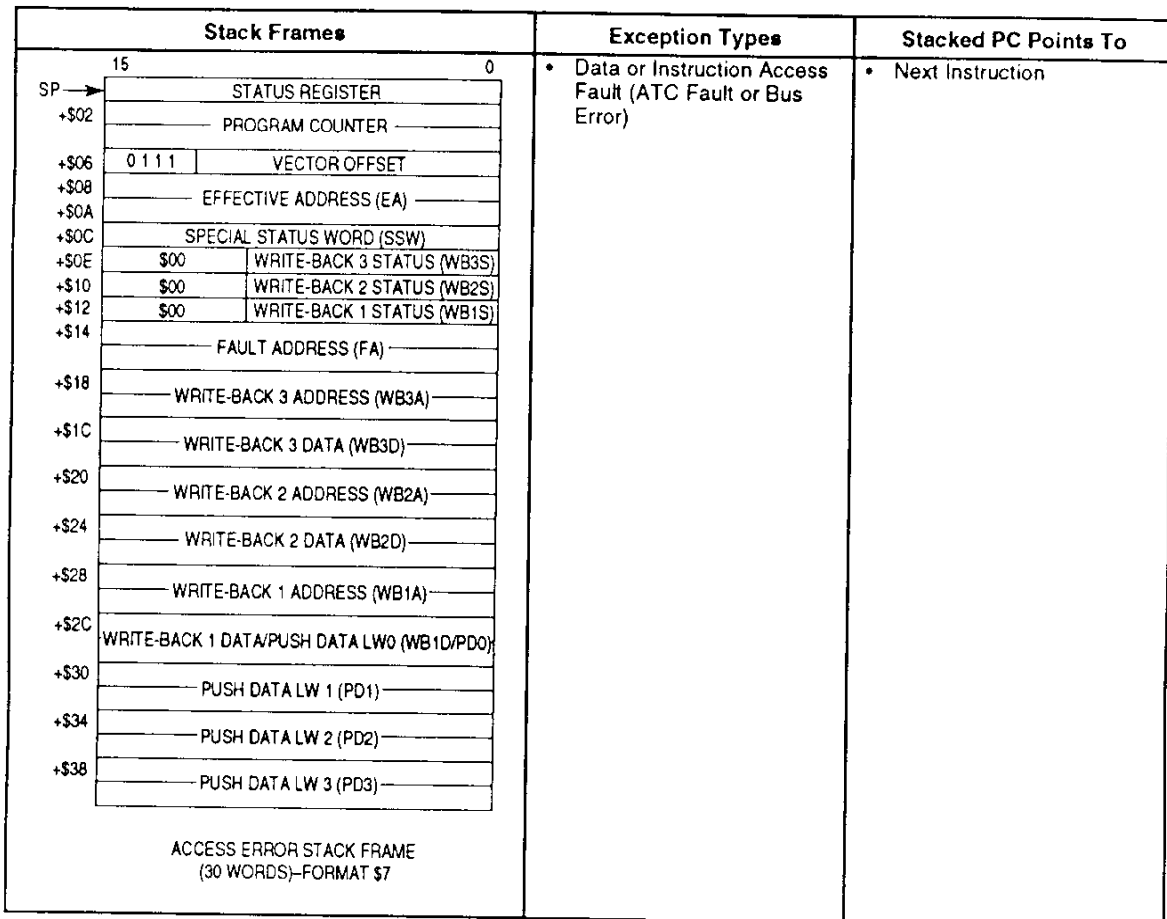 Stack Frames
Exception Types
Stacked PC Points To
15 0
SP STATUS REGISTER
+$02 PROGRAM COUNTER
+$06 0 1 1 1 VECTOR OFFSET
+$08 EFFECTIVE ADDRESS (EA)
+$0A
+$0C SPECIAL STATUS WORD (SSW)
+$0E $00 WRITE-BACK 3 STATUS (WB3S)
+$10 $00 WRITE-BACK 2 STATUS (WB2S)
+$12 $00 WRITE-BACK 1 STATUS (WB1S)
+$14 FAULT ADDRESS (FA)
+$18 WRITE-BACK 3 ADDRESS (WB3A)
+$1C WRITE-BACK 3 DATA (WB3D)
+$20 WRITE-BACK 2 ADDRESS (WB2A)
+$24 WRITE-BACK 2 DATA (WB2D)
+$28 WRITE-BACK 1 ADDRESS (WB1A)
+$2C WRITE-BACK 1 DATA/PUSH DATA LW0 (WB1D/PD0)
+$30 PUSH DATA LW 1 (PD1)
+$34 PUSH DATA LW 2 (PD2)
+$38 PUSH DATA LW 3 (PD3)
ACCESS ERROR STACK FRAME
(30 WORDS)–FORMAT $7
• Data or Instruction Access
Fault (ATC Fault or Bus
Error)
• Next Instruction